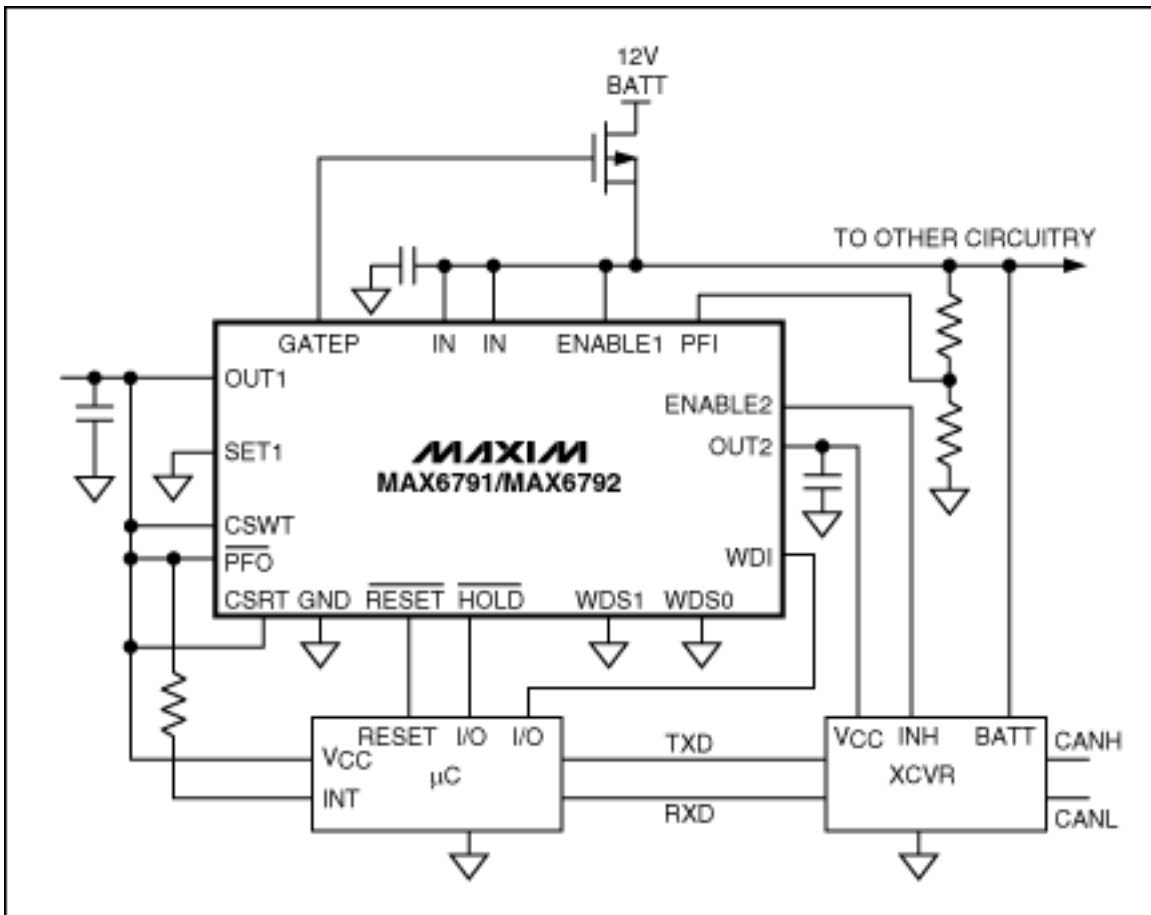 12V
BATT
TO OTHER CIRCUITRY
GATEP IN IN ENABLE1 PFI
OUT1
ENABLE2
OUT2
SET1
MAXIM
MAX6791/MAX6792
CSWT
PFO
WDI
CSRT GND RESET HOLD WDS1 WDS0
RESET I/O I/O
VCC
µC
INT
TXD
RXD
VCC INH BATT
XCVR
CANH
CANL